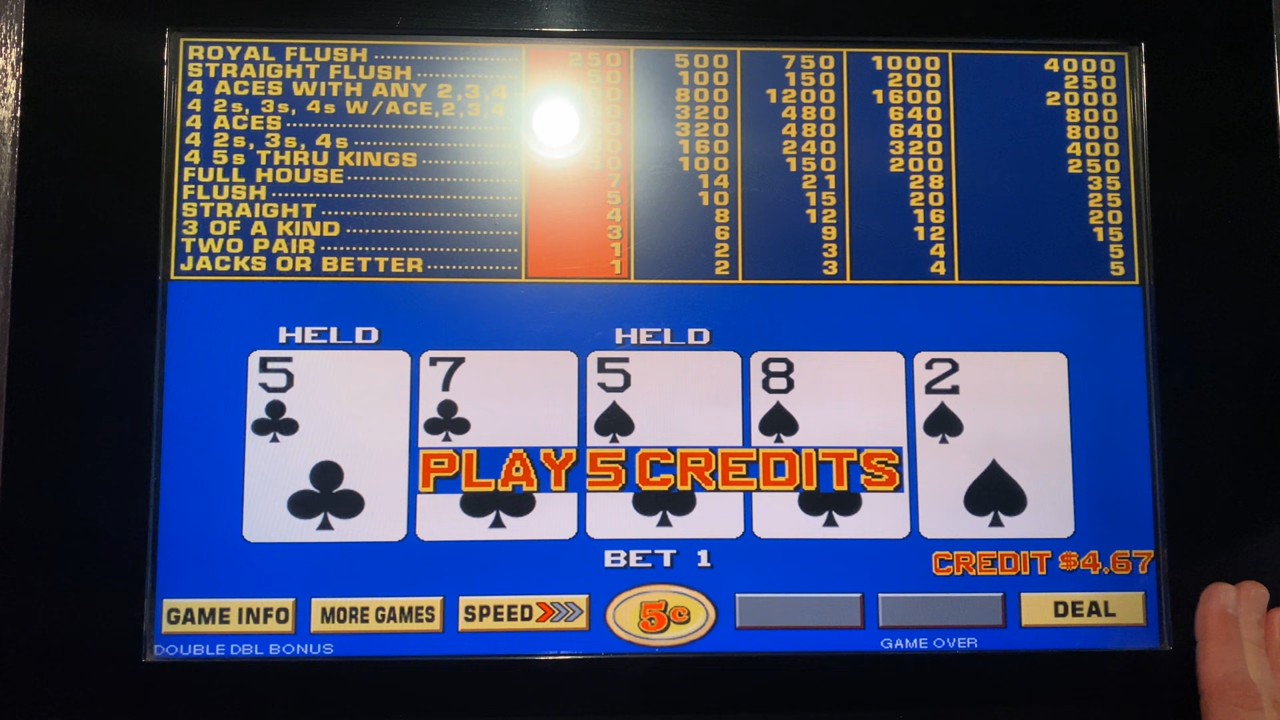 ROYAL FLUSH 250 500 750 1000 4000
STRAIGHT FLUSH 50 100 150 200 250
4 ACES WITH ANY 2,3,4 800 1200 1600 2000
4 2s, 3s, 4s W/ACE,2,3,4 320 480 640 800
4 ACES 320 480 640 800
4 2s, 3s, 4s 160 240 320 400
4 5s THRU KINGS 100 150 200 250
FULL HOUSE 7 14 21 28 35
FLUSH 5 10 15 20 25
STRAIGHT 4 8 12 16 20
3 OF A KIND 3 6 9 12 15
TWO PAIR 1 2 3 4 5
JACKS OR BETTER 1 2 3 4 5
HELD HELD
5 7 5 8 2
PLAY 5 CREDITS
BET 1
CREDIT $4.67
GAME INFO MORE GAMES SPEED 5¢ DEAL
DOUBLE DBL BONUS GAME OVER